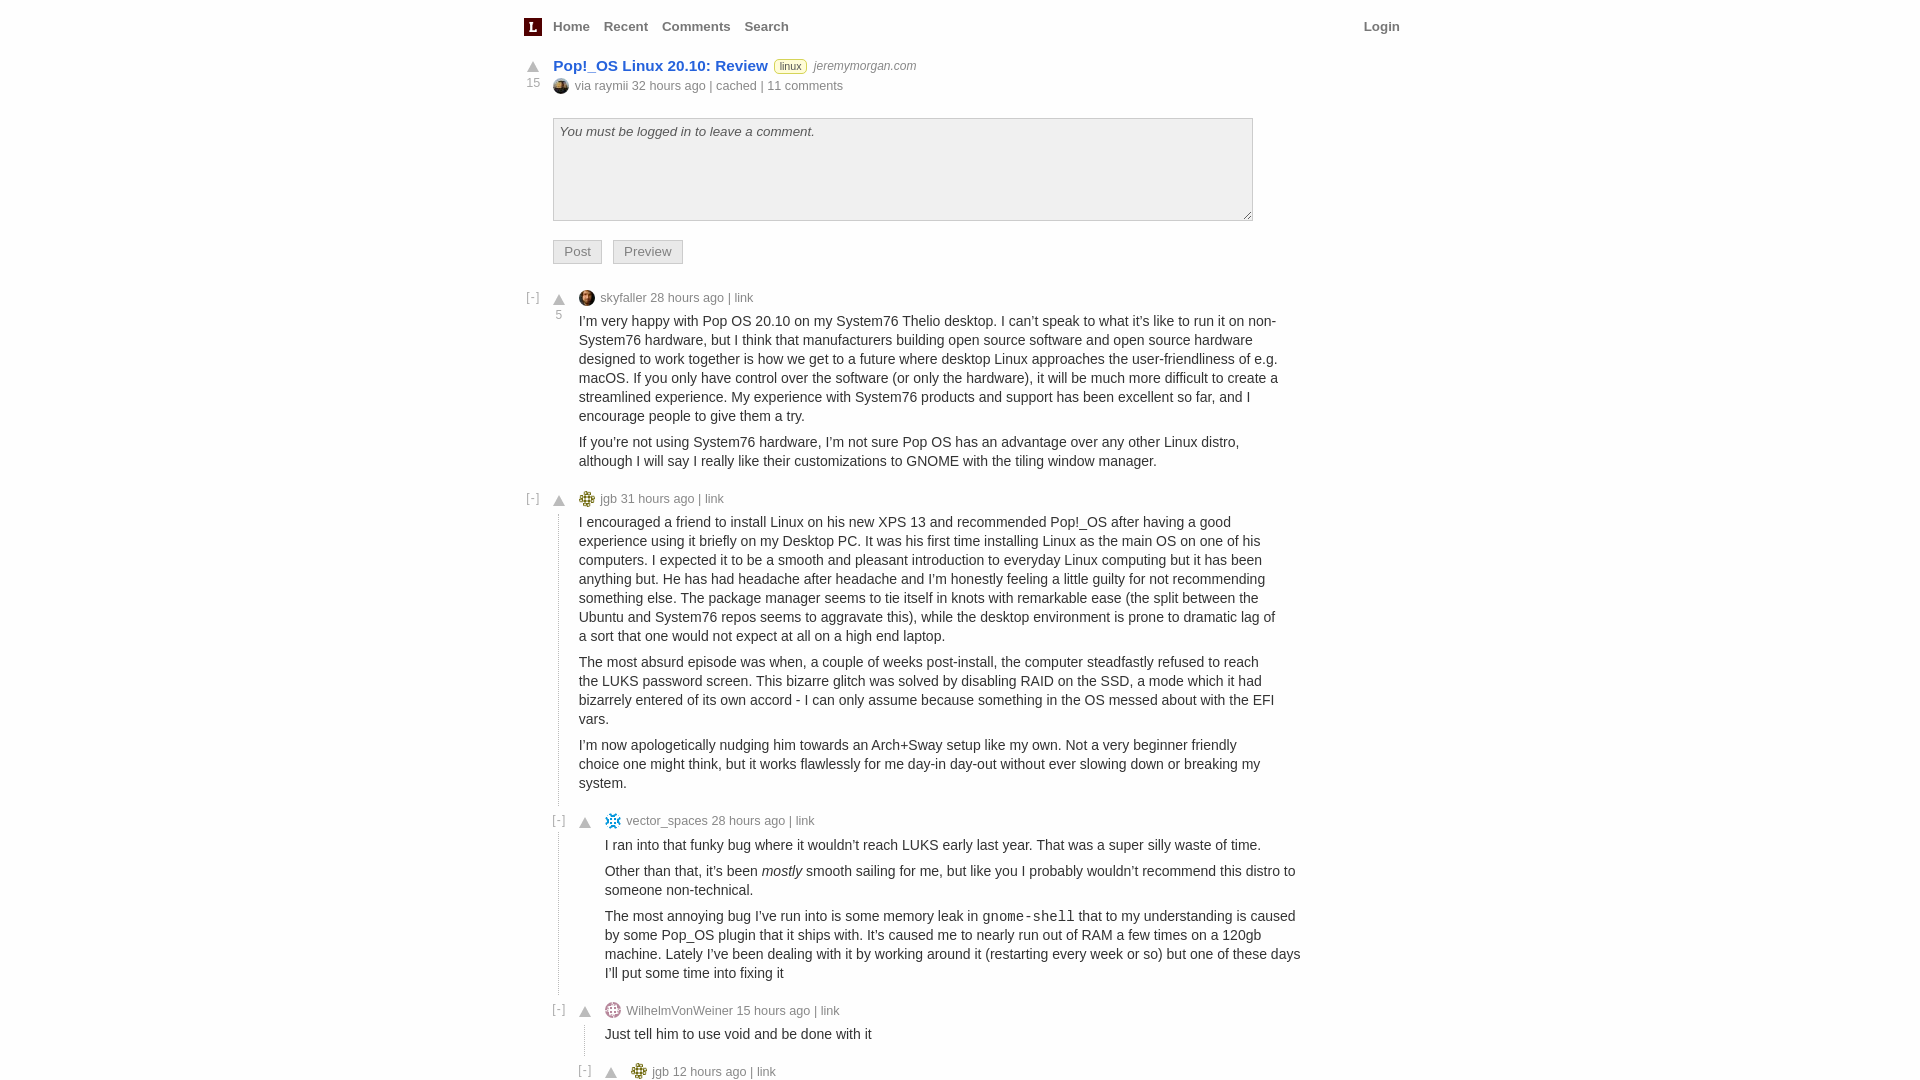 L Home Recent Comments Search Login
Pop!_OS Linux 20.10: Review linux jeremymorgan.com
15 via raymii 32 hours ago | cached | 11 comments
You must be logged in to leave a comment.
Post Preview
[-] skyfaller 28 hours ago | link
5
I’m very happy with Pop OS 20.10 on my System76 Thelio desktop. I can’t speak to what it’s like to run it on non-
System76 hardware, but I think that manufacturers building open source software and open source hardware
designed to work together is how we get to a future where desktop Linux approaches the user-friendliness of e.g.
macOS. If you only have control over the software (or only the hardware), it will be much more difficult to create a
streamlined experience. My experience with System76 products and support has been excellent so far, and I
encourage people to give them a try.
If you’re not using System76 hardware, I’m not sure Pop OS has an advantage over any other Linux distro,
although I will say I really like their customizations to GNOME with the tiling window manager.
[-] jgb 31 hours ago | link
I encouraged a friend to install Linux on his new XPS 13 and recommended Pop!_OS after having a good
experience using it briefly on my Desktop PC. It was his first time installing Linux as the main OS on one of his
computers. I expected it to be a smooth and pleasant introduction to everyday Linux computing but it has been
anything but. He has had headache after headache and I’m honestly feeling a little guilty for not recommending
something else. The package manager seems to tie itself in knots with remarkable ease (the split between the
Ubuntu and System76 repos seems to aggravate this), while the desktop environment is prone to dramatic lag of
a sort that one would not expect at all on a high end laptop.
The most absurd episode was when, a couple of weeks post-install, the computer steadfastly refused to reach
the LUKS password screen. This bizarre glitch was solved by disabling RAID on the SSD, a mode which it had
bizarrely entered of its own accord - I can only assume because something in the OS messed about with the EFI
vars.
I’m now apologetically nudging him towards an Arch+Sway setup like my own. Not a very beginner friendly
choice one might think, but it works flawlessly for me day-in day-out without ever slowing down or breaking my
system.
[-] vector_spaces 28 hours ago | link
I ran into that funky bug where it wouldn’t reach LUKS early last year. That was a super silly waste of time.
Other than that, it’s been mostly smooth sailing for me, but like you I probably wouldn’t recommend this distro to
someone non-technical.
The most annoying bug I’ve run into is some memory leak in gnome-shell that to my understanding is caused
by some Pop_OS plugin that it ships with. It’s caused me to nearly run out of RAM a few times on a 120gb
machine. Lately I’ve been dealing with it by working around it (restarting every week or so) but one of these days
I’ll put some time into fixing it
[-] WilhelmVonWeiner 15 hours ago | link
Just tell him to use void and be done with it
[-] jgb 12 hours ago | link